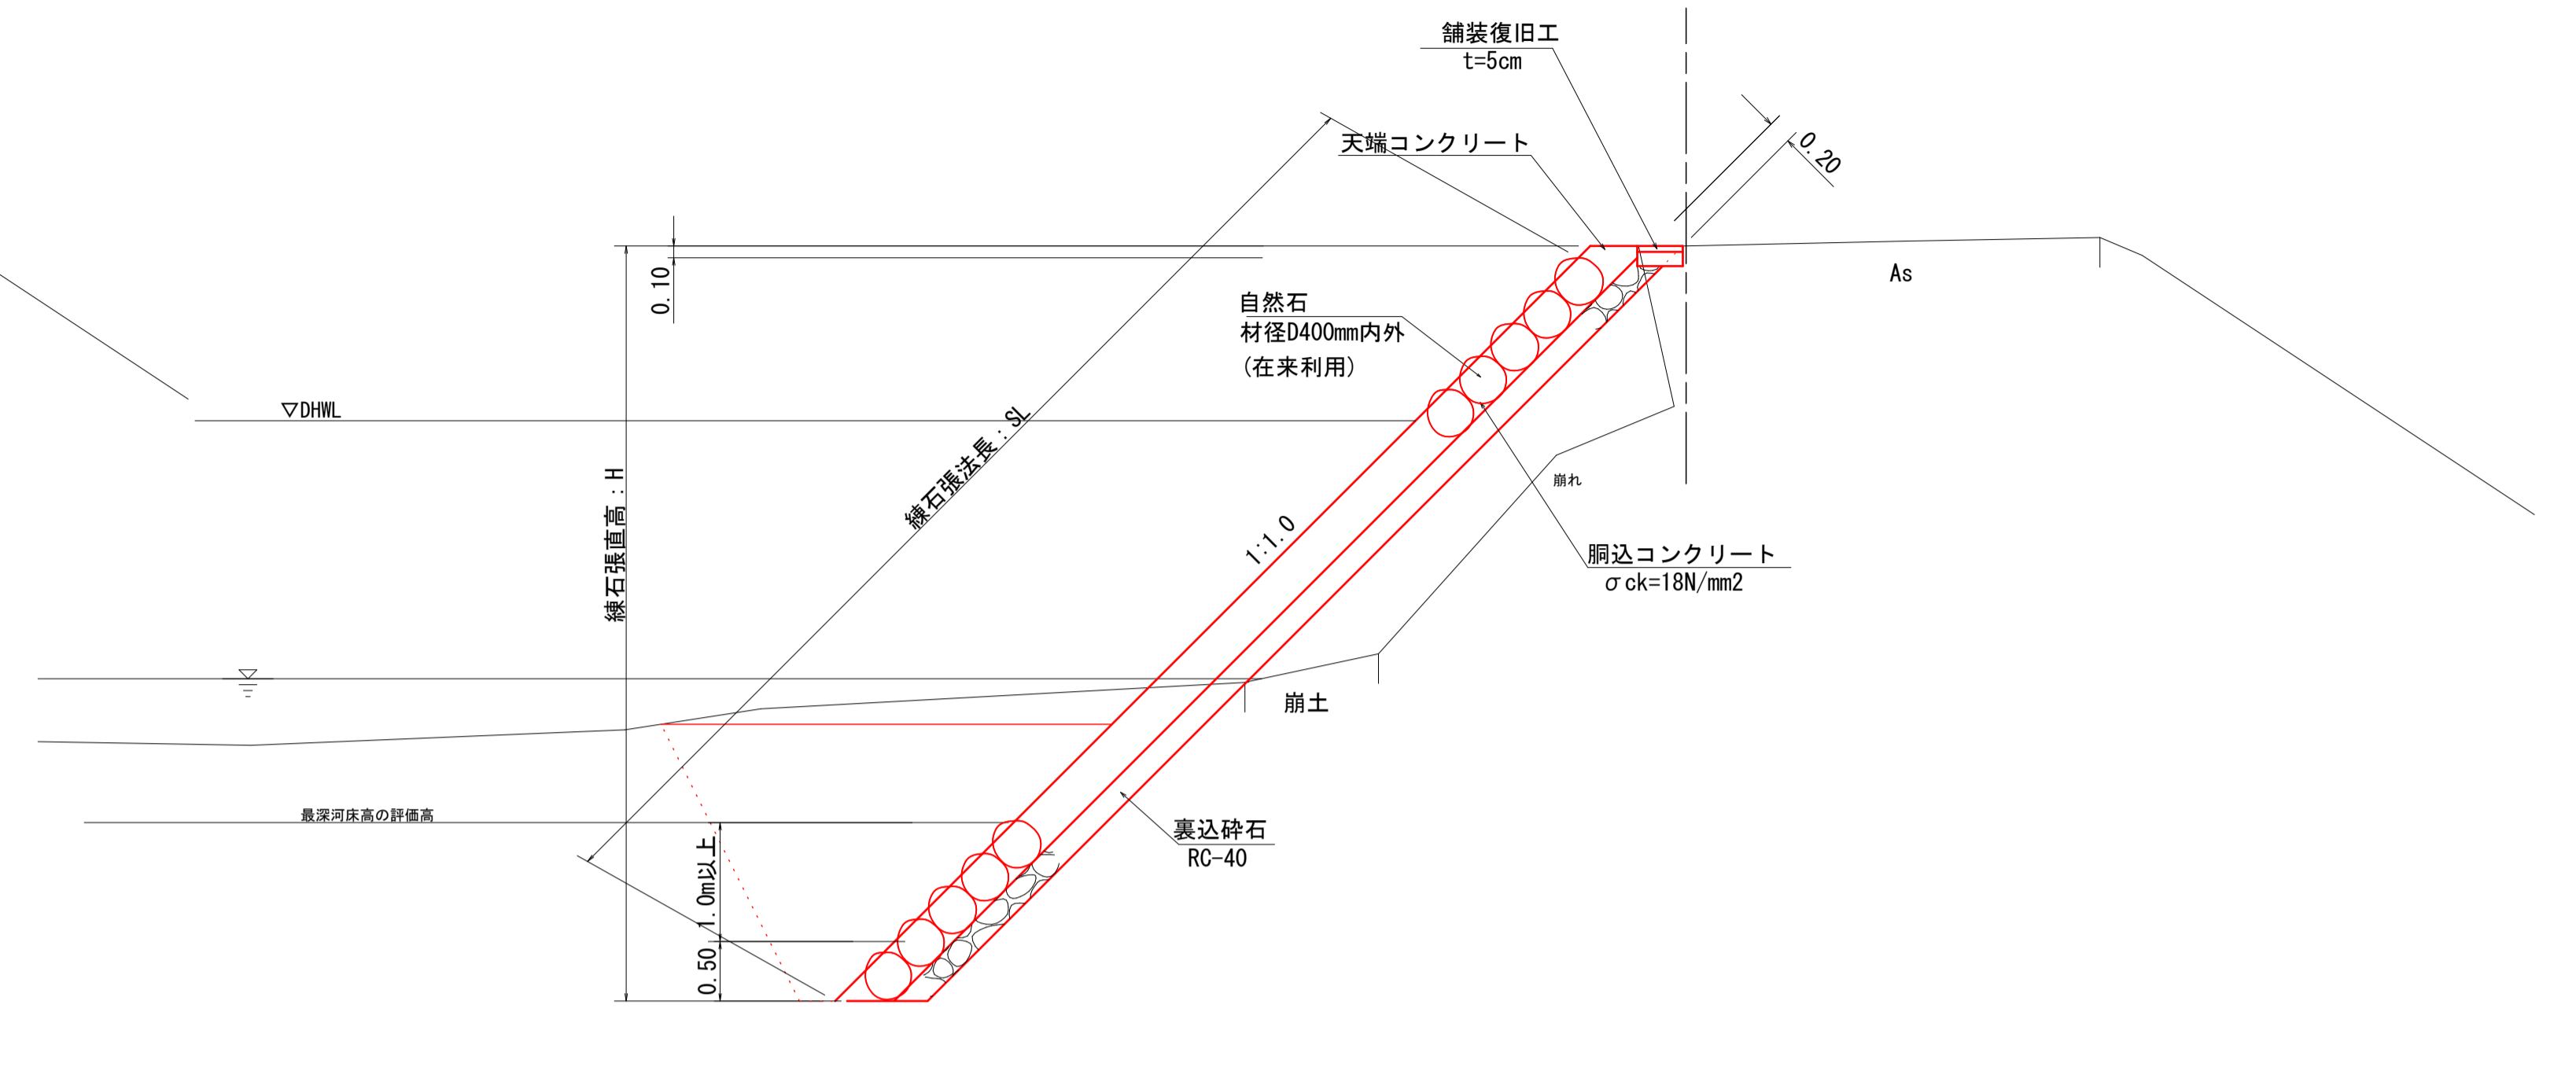 舗装復旧工
t=5cm
天端コンクリート
0.20
0.10
As
自然石
材径D400mm内外
(在来利用)
▽DHWL
練石張法長：SL
練石張直高：H
崩れ
1:1.0
胴込コンクリート
σck=18N/mm2
崩土
最深河床高の評価高
1.0m以上
裏込砕石
RC-40
0.50